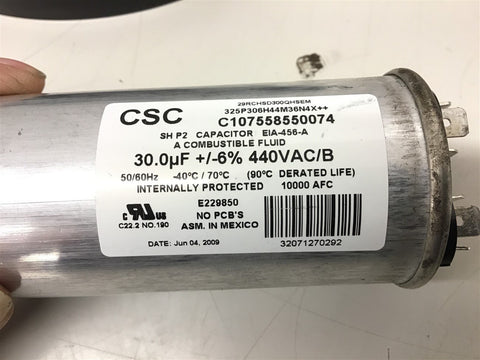 29RCHSD300QHSEM
325P306H44M36N4X++
CSC
C107558550074
SH P2 CAPACITOR EIA-456-A
A COMBUSTIBLE FLUID
30.0µF +/-6% 440VAC/B
50/60Hz -40°C / 70°C (90°C DERATED LIFE)
INTERNALLY PROTECTED 10000 AFC
E229850
NO PCB'S
ASM. IN MEXICO
C US
C22.2 NO.190
DATE: Jun 04, 2009
32071270292